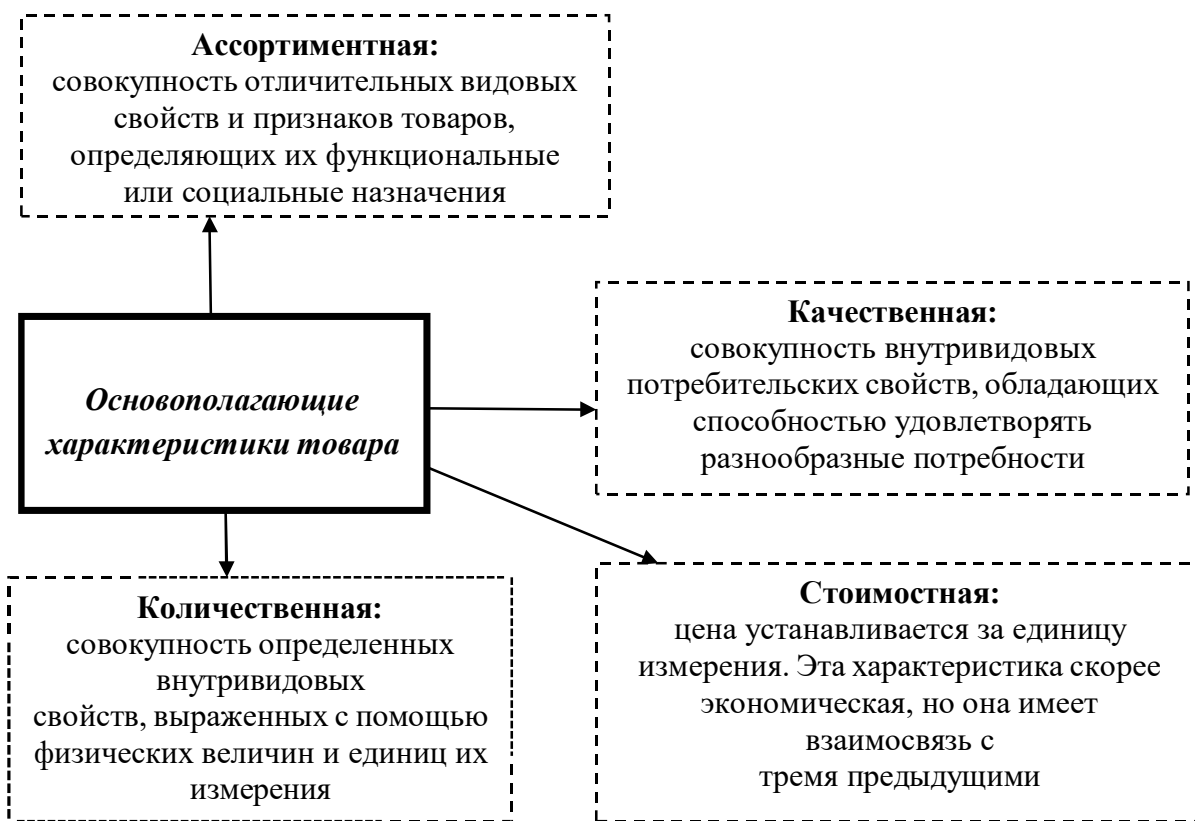 Ассортиментная:
совокупность отличительных видовых
свойств и признаков товаров,
определяющих их функциональные
или социальные назначения
Основополагающие
характеристики товара
Качественная:
совокупность внутривидовых
потребительских свойств, обладающих
способностью удовлетворять
разнообразные потребности
Количественная:
совокупность определенных
внутривидовых
свойств, выраженных с помощью
физических величин и единиц их
измерения
Стоимостная:
цена устанавливается за единицу
измерения. Эта характеристика скорее
экономическая, но она имеет
взаимосвязь с
тремя предыдущими